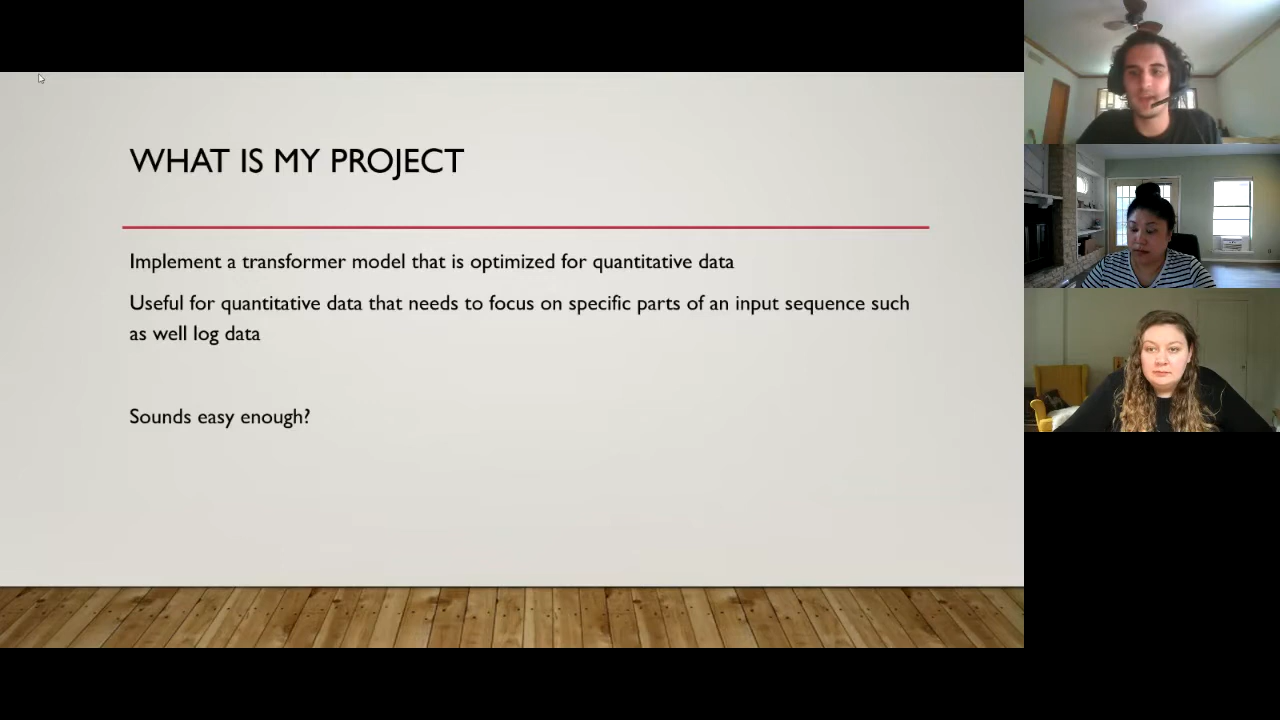 WHAT IS MY PROJECT
Implement a transformer model that is optimized for quantitative data
Useful for quantitative data that needs to focus on specific parts of an input sequence such
as well log data
Sounds easy enough?